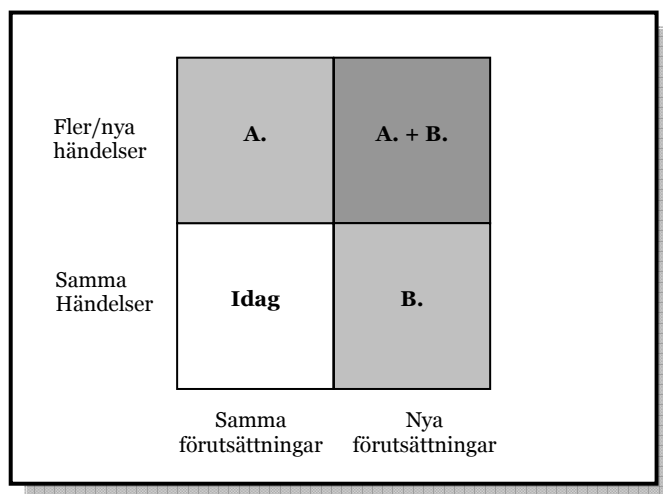 Fler/nya
händelser
A.
A. + B.
Samma
Händelser
Idag
B.
Samma
förutsättningar
Nya
förutsättningar